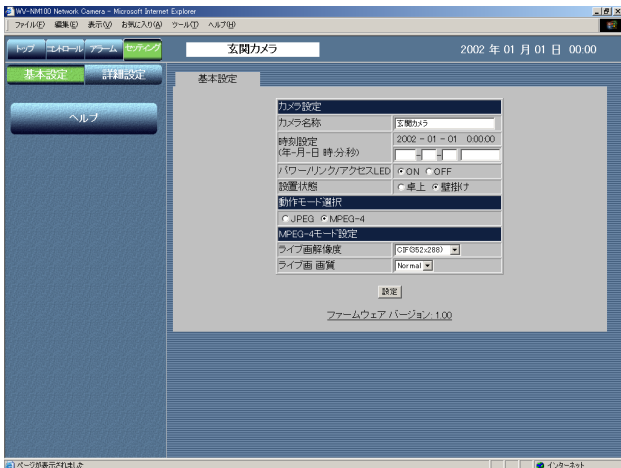 WV-NM100 Network Camera - Microsoft Internet Explorer
ファイル(F) 編集(E) 表示(V) お気に入り(A) ツール(T) ヘルプ(H)
トップ コントロール アラーム セッティング
玄関カメラ
2002 年 01 月 01 日 00:00
基本設定 詳細設定
ヘルプ
基本設定
カメラ設定
カメラ名称 玄関カメラ
時刻設定 2002 - 01 - 01 0:00:00
(年-月-日 時:分:秒) - -
パワー/リンク/アクセスLED ON OFF
設置状態 卓上 壁掛け
動作モード選択
JPEG MPEG-4
MPEG-4モード設定
ライブ画解像度 CIF(352x288)
ライブ画 画質 Normal
設定
ファームウェア バージョン: 1.00
ページが表示されました インターネット